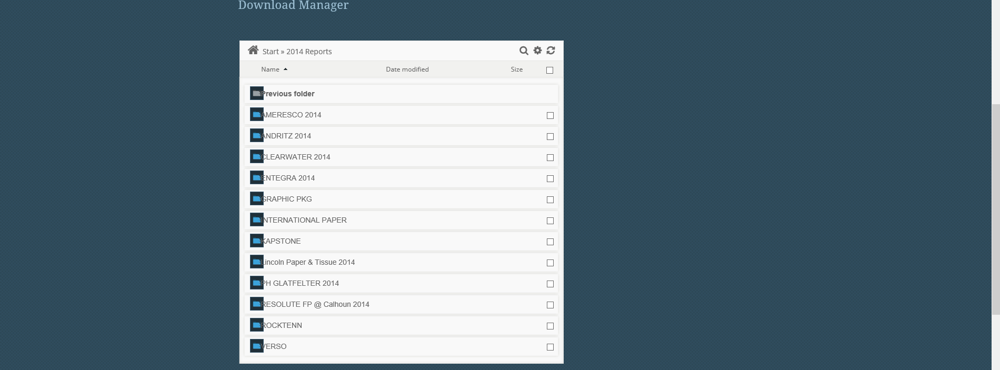 Download Manager
Start » 2014 Reports
Name Date modified Size
Previous folder
AMERESCO 2014
ANDRITZ 2014
CLEARWATER 2014
ENTEGRA 2014
GRAPHIC PKG
INTERNATIONAL PAPER
KAPSTONE
Lincoln Paper & Tissue 2014
PH GLATFELTER 2014
RESOLUTE FP @ Calhoun 2014
ROCKTENN
VERSO